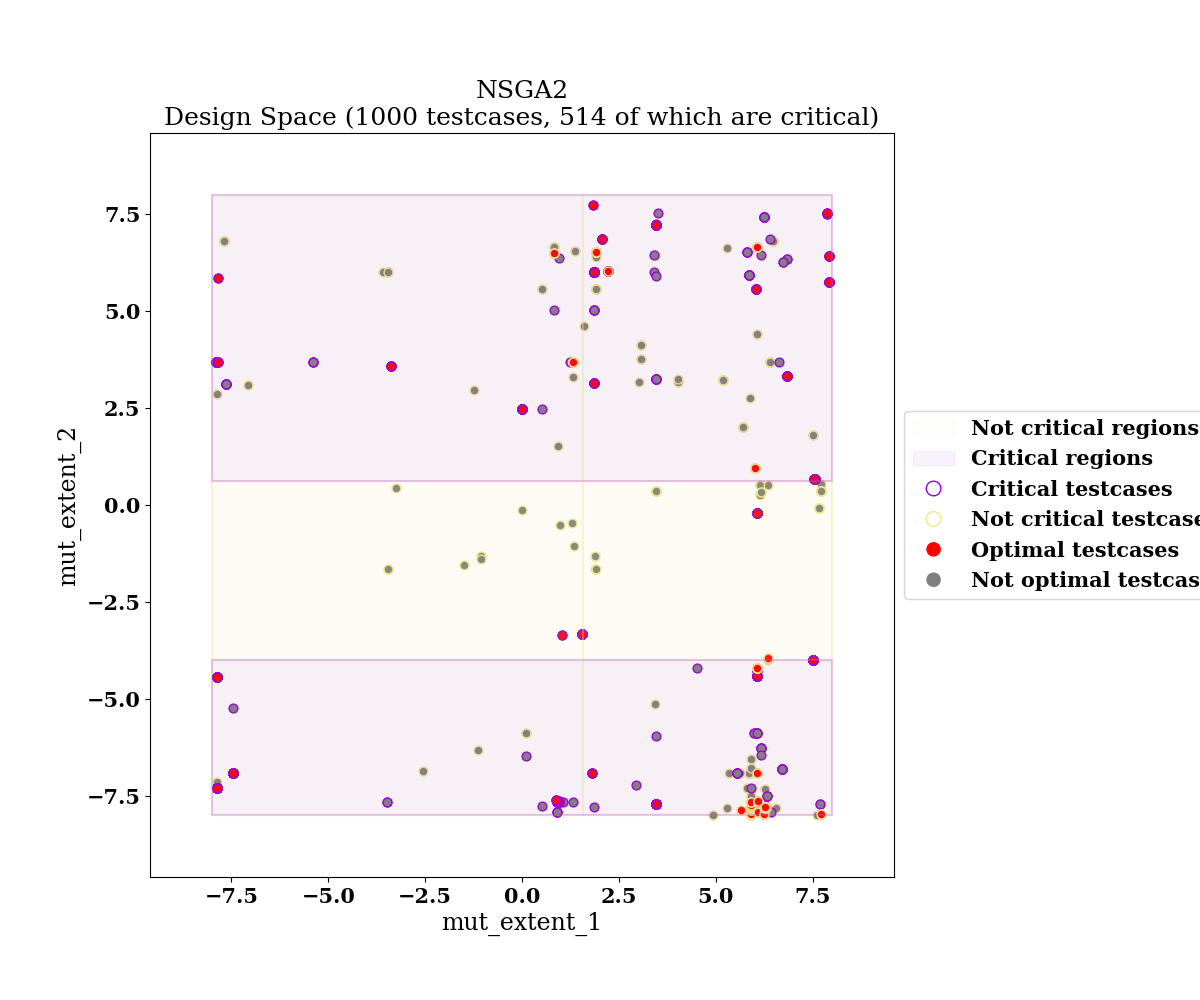 NSGA2
Design Space (1000 testcases, 514 of which are critical)
mut_extent_2
7.5
5.0
2.5
0.0
−2.5
−5.0
−7.5
−7.5 −5.0 −2.5 0.0 2.5 5.0 7.5
mut_extent_1
Not critical regions
Critical regions
Critical testcases
Not critical testcase
Optimal testcases
Not optimal testcas